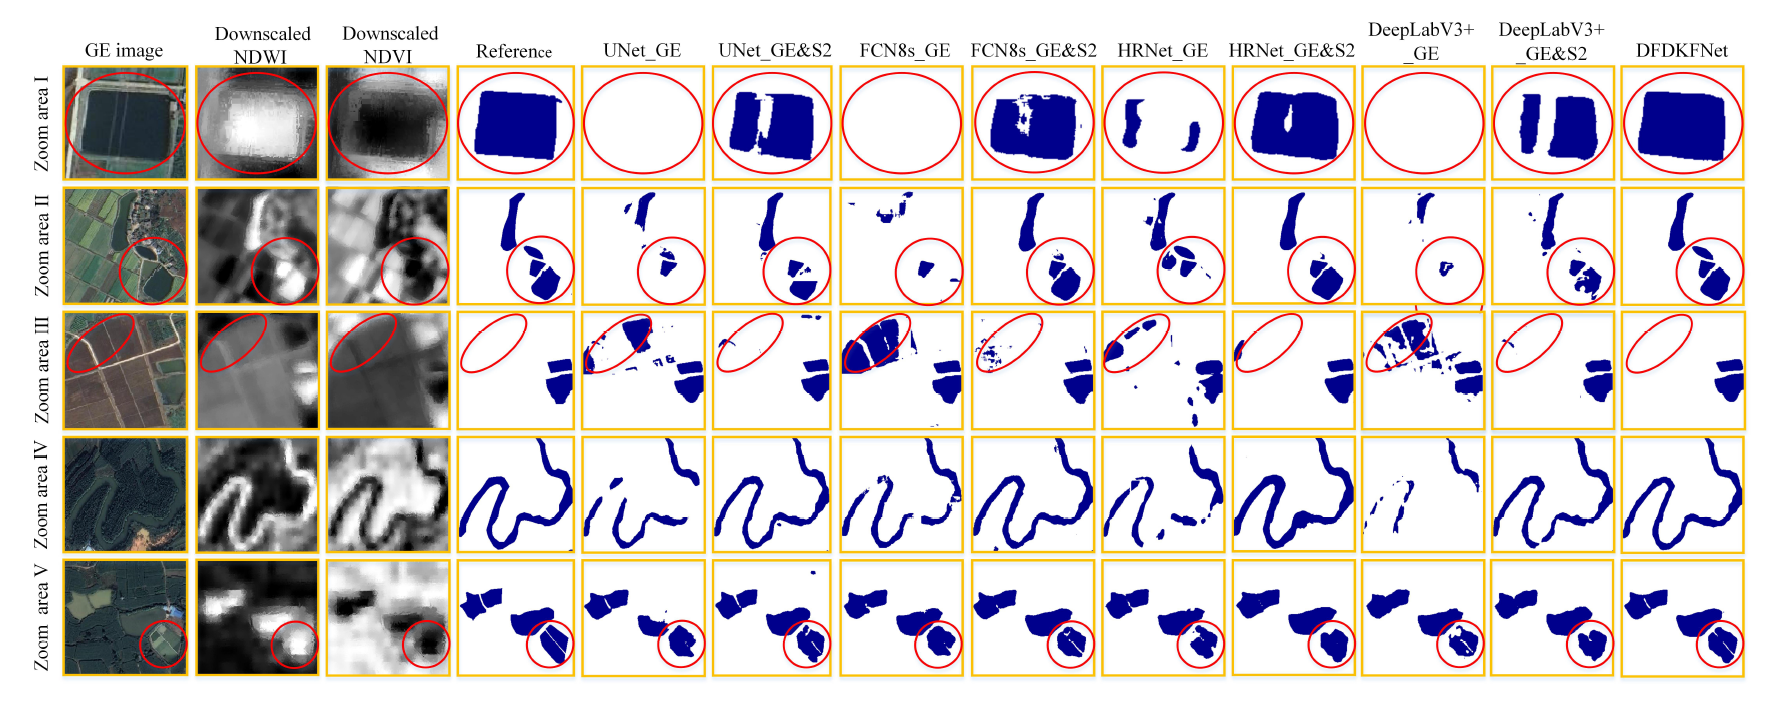 GE image
Downscaled
NDWI
Downscaled
NDVI
Reference
UNet_GE
UNet_GE&S2
FCN8s_GE
FCN8s_GE&S2
HRNet_GE
HRNet_GE&S2
DeepLabV3+
_GE
DeepLabV3+
_GE&S2
DFDKFNet
Zoom area I
Zoom area II
Zoom area III
Zoom area IV
Zoom area V